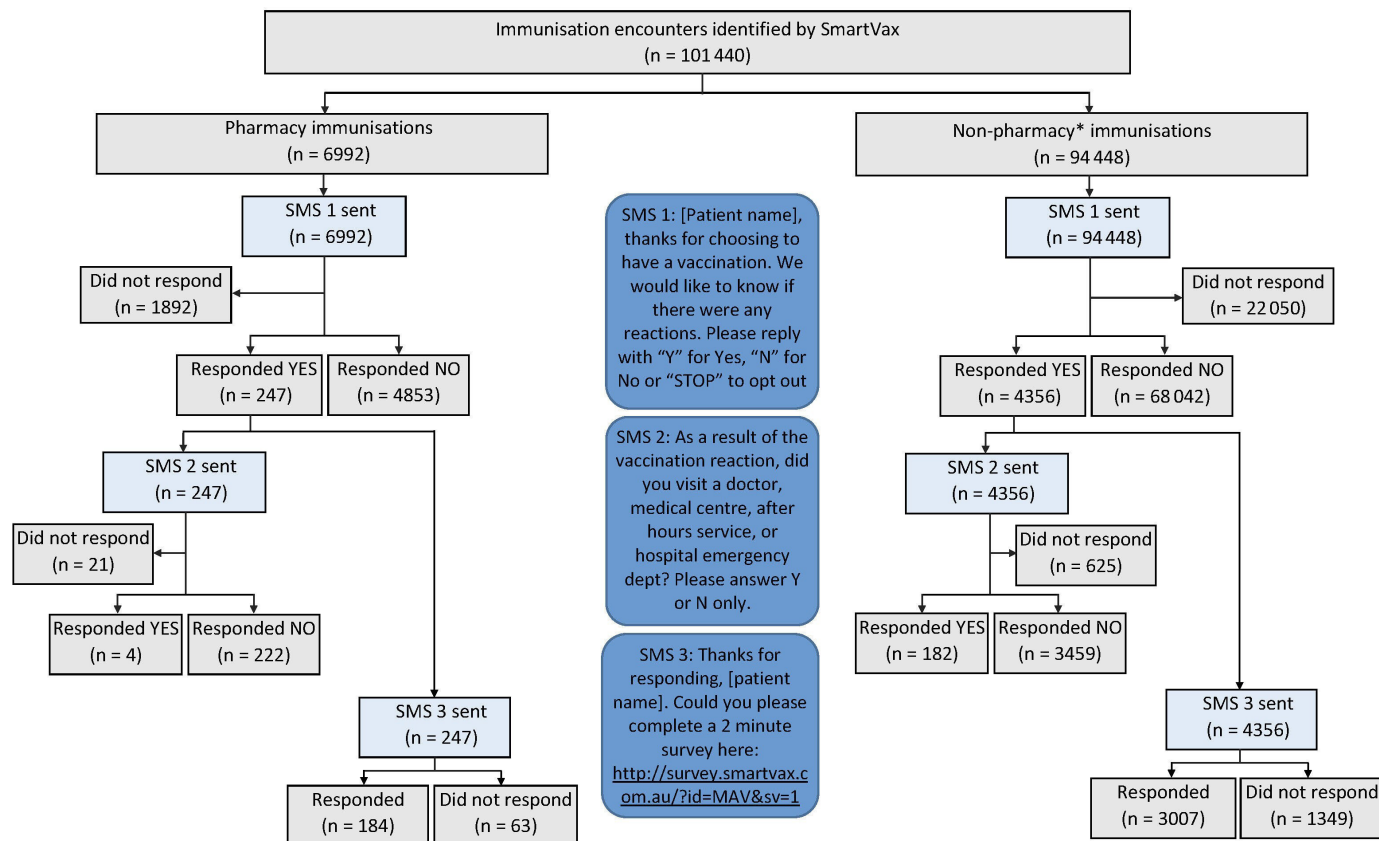 Immunisation encounters identified by SmartVax
(n = 101 440)
Pharmacy immunisations
(n = 6992)
Non-pharmacy* immunisations
(n = 94 448)
SMS 1 sent
(n = 6992)
Did not respond
(n = 1892)
Responded YES
(n = 247)
Responded NO
(n = 4853)
SMS 2 sent
(n = 247)
Did not respond
(n = 21)
Responded YES
(n = 4)
Responded NO
(n = 222)
SMS 3 sent
(n = 247)
Responded
(n = 184)
Did not respond
(n = 63)
SMS 1: [Patient name],
thanks for choosing to
have a vaccination. We
would like to know if
there were any
reactions. Please reply
with “Y” for Yes, “N” for
No or “STOP” to opt out
SMS 2: As a result of the
vaccination reaction, did
you visit a doctor,
medical centre, after
hours service, or
hospital emergency
dept? Please answer Y
or N only.
SMS 3: Thanks for
responding, [patient
name]. Could you please
complete a 2 minute
survey here:
http://survey.smartvax.c
om.au/?id=MAV&sv=1
SMS 1 sent
(n = 94 448)
Did not respond
(n = 22 050)
Responded YES
(n = 4356)
Responded NO
(n = 68 042)
SMS 2 sent
(n = 4356)
Did not respond
(n = 625)
Responded YES
(n = 182)
Responded NO
(n = 3459)
SMS 3 sent
(n = 4356)
Responded
(n = 3007)
Did not respond
(n = 1349)